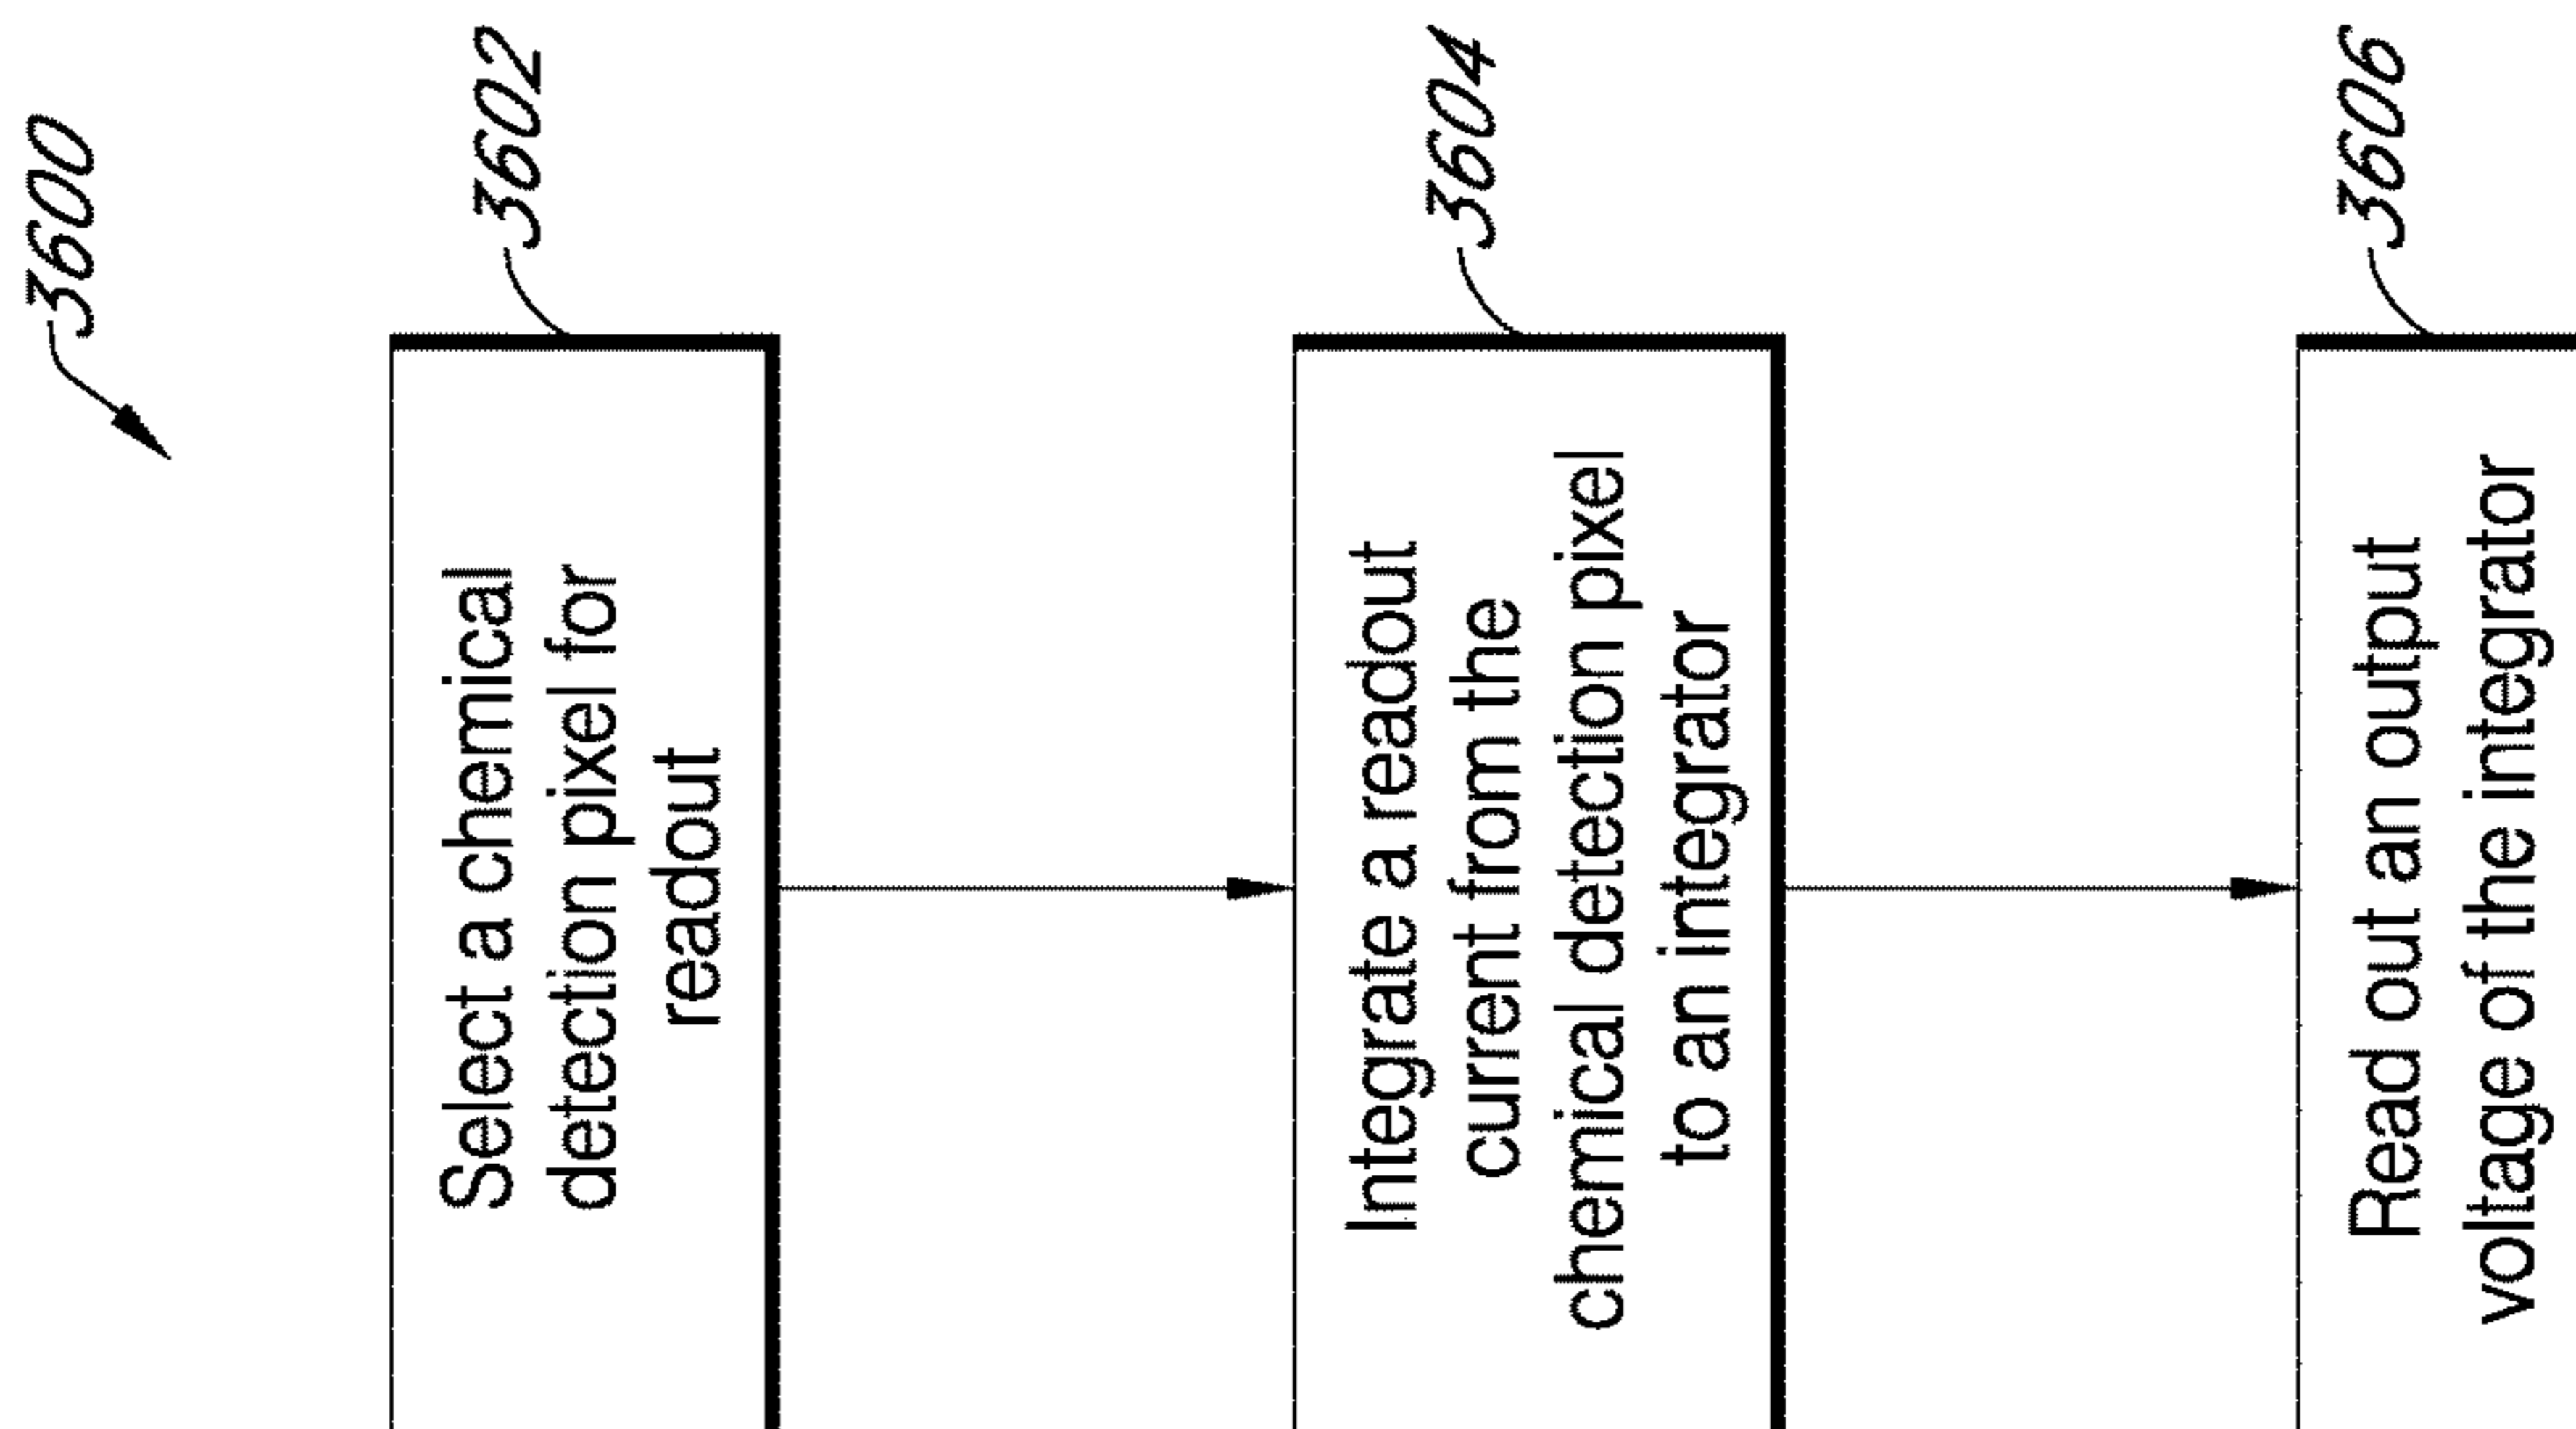 3600
3602
Select a chemical
detection pixel for
readout
3604
Integrate a readout
current from the
chemical detection pixel
to an integrator
3606
Read out an output
voltage of the integrator